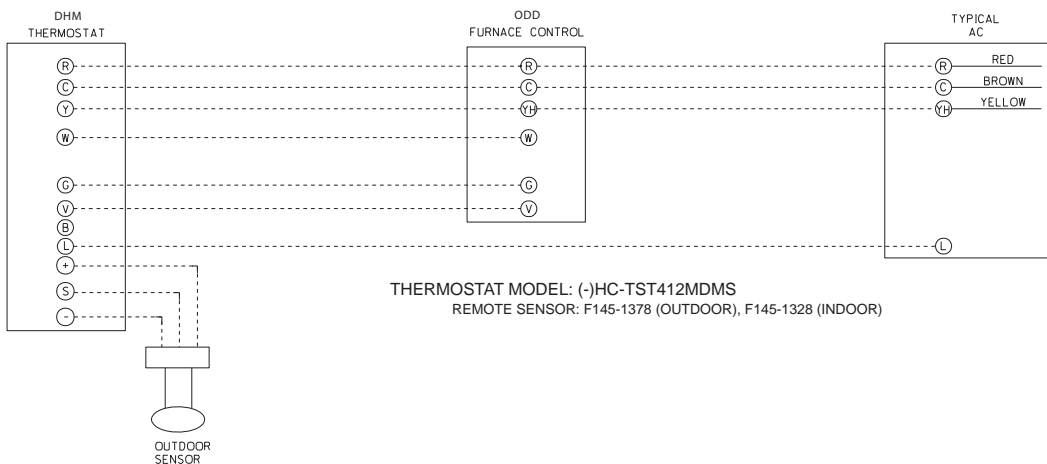 DHM
THERMOSTAT
ODD
FURNACE CONTROL
TYPICAL
AC
R
R
R
RED
C
C
C
BROWN
Y
YH
YH
YELLOW
W
W
G
G
V
V
B
L
L
+
S
-
THERMOSTAT MODEL: (-)HC-TST412MDMS
REMOTE SENSOR: F145-1378 (OUTDOOR), F145-1328 (INDOOR)
OUTDOOR
SENSOR